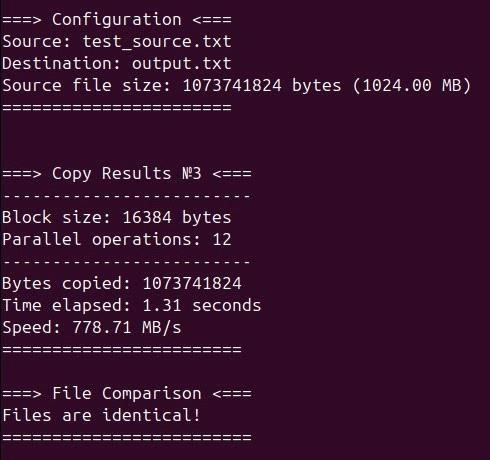 ===> Configuration <===
Source: test_source.txt
Destination: output.txt
Source file size: 1073741824 bytes (1024.00 MB)
=======================
===> Copy Results №3 <===
-------------------------
Block size: 16384 bytes
Parallel operations: 12
-------------------------
Bytes copied: 1073741824
Time elapsed: 1.31 seconds
Speed: 778.71 MB/s
========================
===> File Comparison <===
Files are identical!
=========================